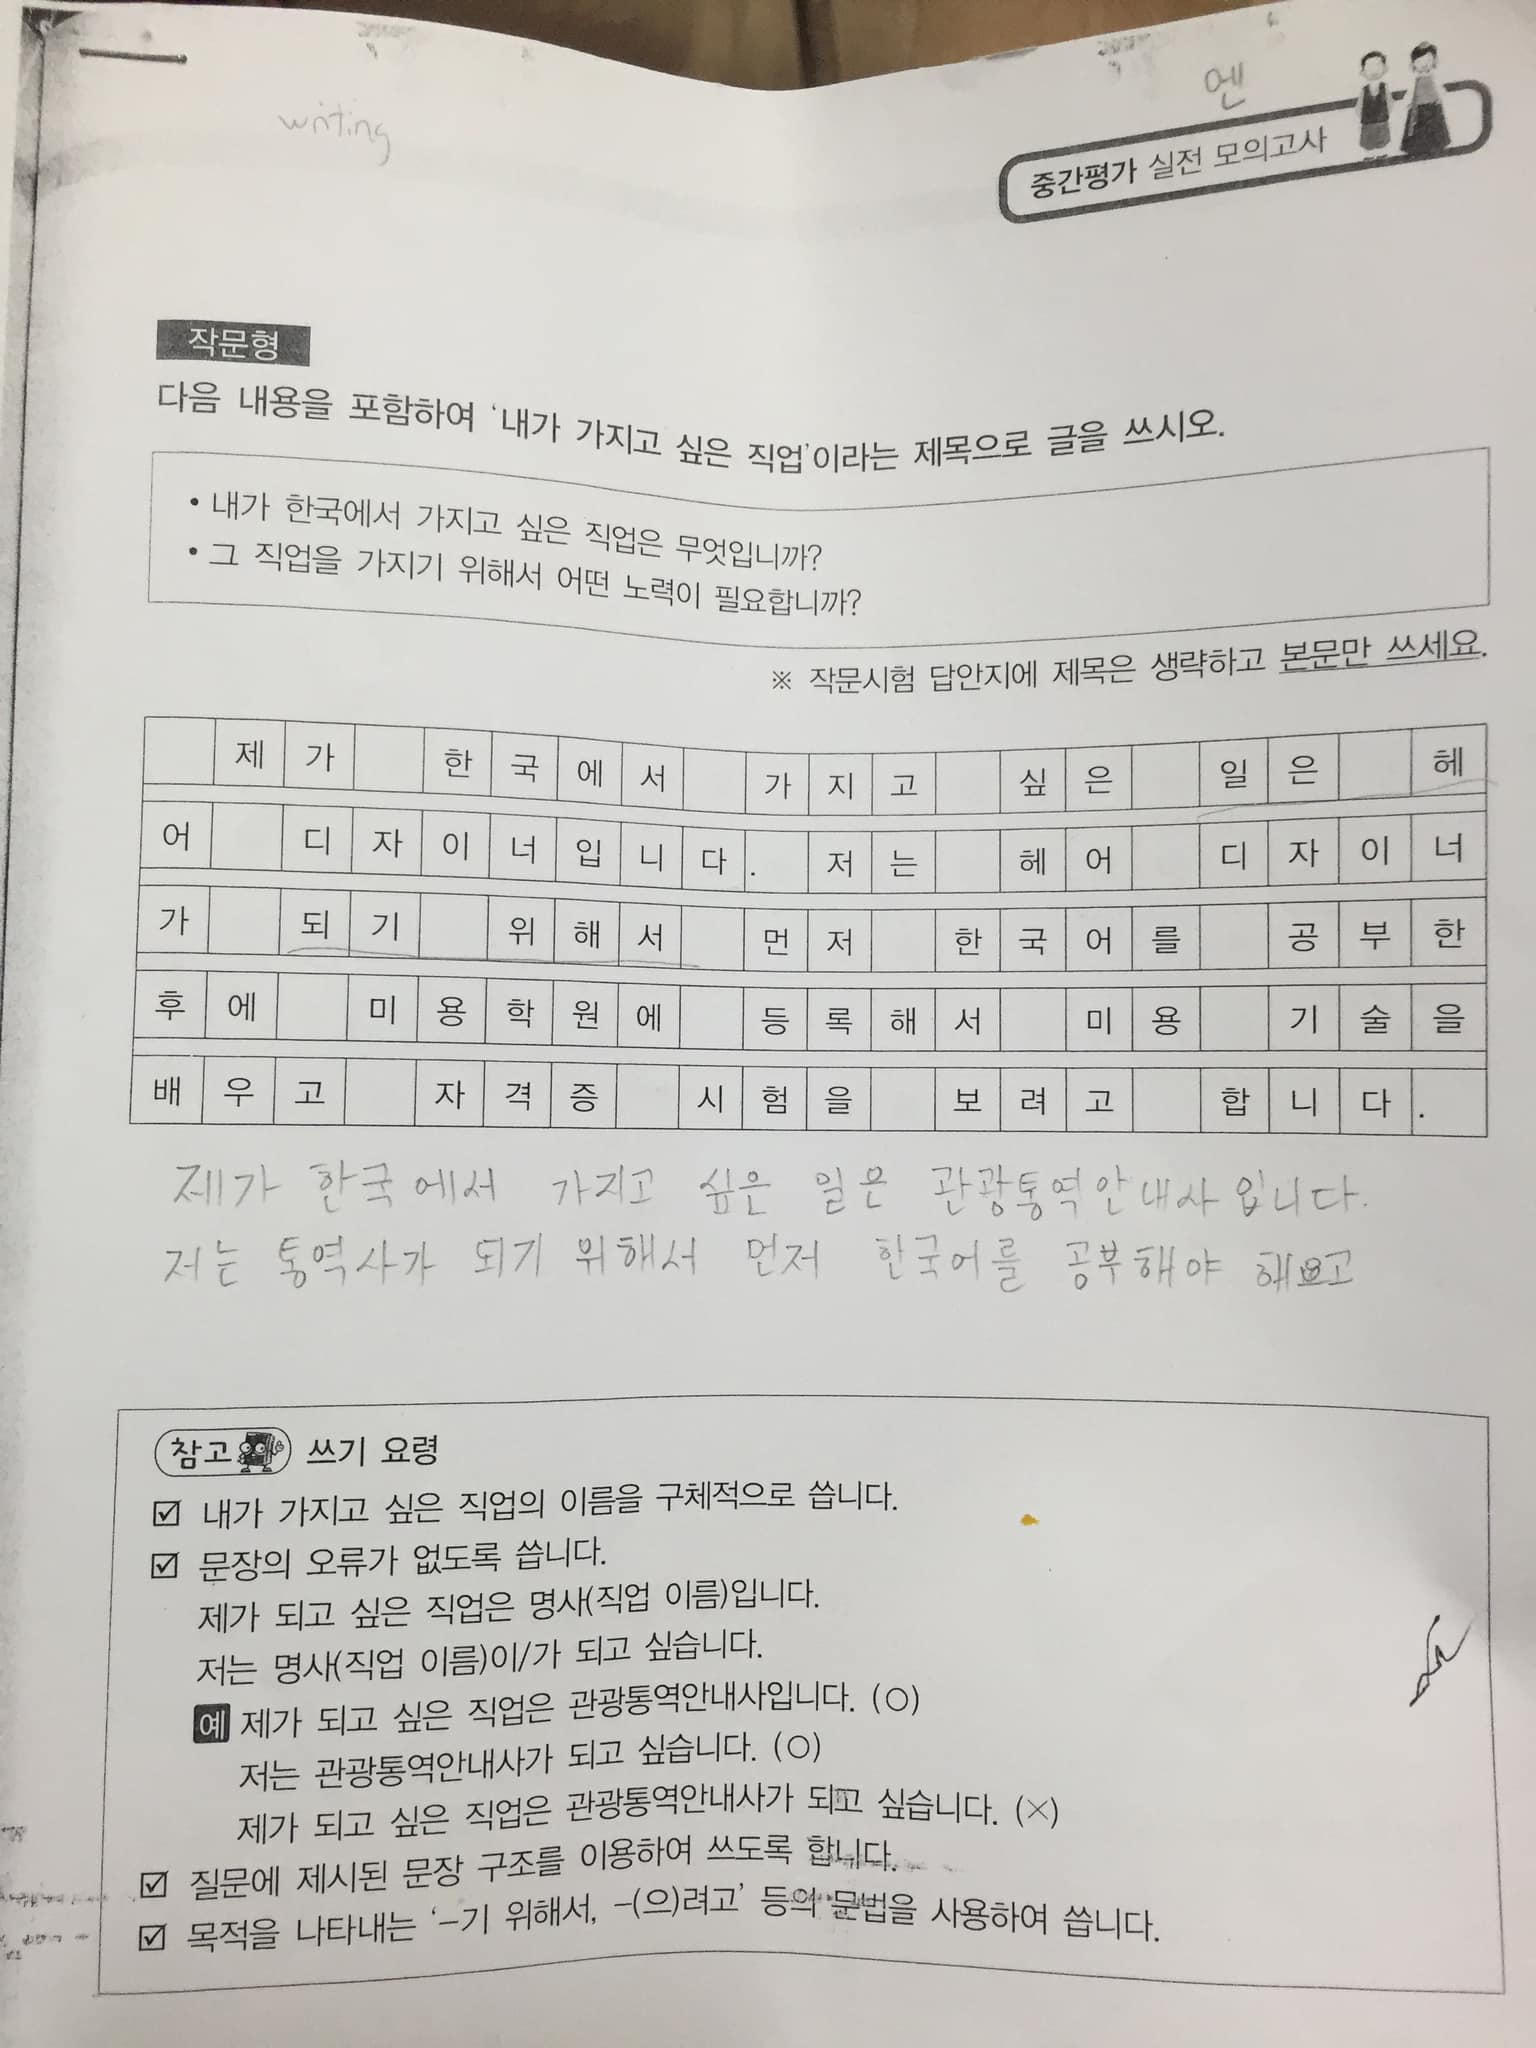 writing
엔
중간평가 실전 모의고사
작문형
다음 내용을 포함하여 ‘내가 가지고 싶은 직업’이라는 제목으로 글을 쓰시오.
• 내가 한국에서 가지고 싶은 직업은 무엇입니까?
• 그 직업을 가지기 위해서 어떤 노력이 필요합니까?
※ 작문시험 답안지에 제목은 생략하고 본문만 쓰세요.
제가 한국에서 가지고 싶은 일은 헤
어 디자이너입니다. 저는 헤어 디자이너
가 되기 위해서 먼저 한국어를 공부한
후에 미용학원에 등록해서 미용 기술을
배우고 자격증 시험을 보려고 합니다.
제가 한국에서 가지고 싶은 일은 관광통역안내사입니다.
저는 통역사가 되기 위해서 먼저 한국어를 공부해야
참고 쓰기 요령
☑ 내가 가지고 싶은 직업의 이름을 구체적으로 씁니다.
☑ 문장의 오류가 없도록 씁니다.
제가 되고 싶은 직업은 명사(직업 이름)입니다.
저는 명사(직업 이름)이/가 되고 싶습니다.
예 제가 되고 싶은 직업은 관광통역안내사입니다. (○)
저는 관광통역안내사가 되고 싶습니다. (○)
제가 되고 싶은 직업은 관광통역안내사가 되고 싶습니다. (×)
☑ 질문에 제시된 문장 구조를 이용하여 쓰도록 합니다.
☑ 목적을 나타내는 ‘–기 위해서, –(으)려고’ 등의 문법을 사용하여 씁니다.